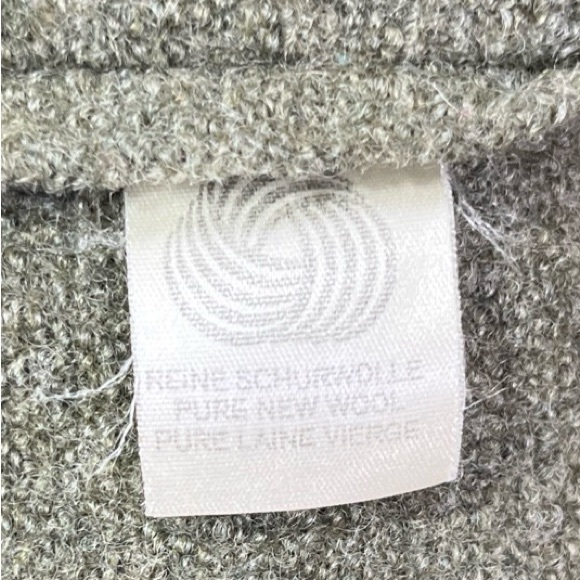 REINE SCHURWOLLE
PURE NEW WOOL
PURE LAINE VIERGE